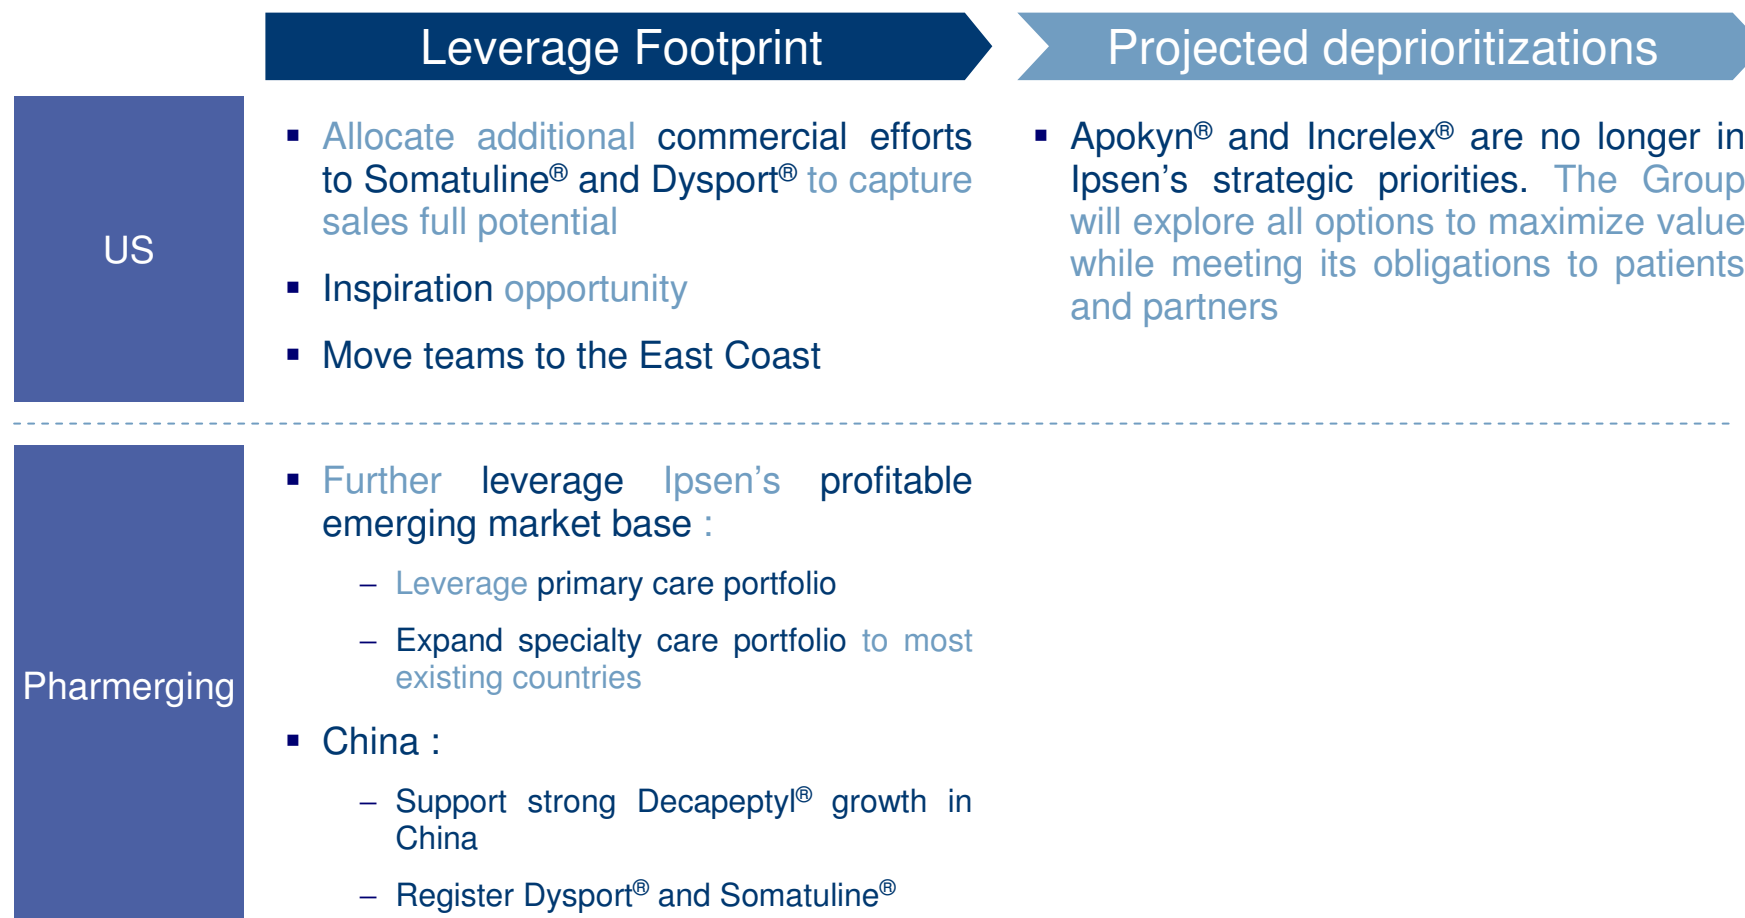 Leverage Footprint
Projected deprioritizations
US
▪ Allocate additional commercial efforts
to Somatuline® and Dysport® to capture
sales full potential
▪ Inspiration opportunity
▪ Move teams to the East Coast
▪ Apokyn® and Increlex® are no longer in
Ipsen's strategic priorities. The Group
will explore all options to maximize value
while meeting its obligations to patients
and partners
Pharmerging
▪ Further leverage Ipsen's profitable
emerging market base :
– Leverage primary care portfolio
– Expand specialty care portfolio to most
existing countries
▪ China :
– Support strong Decapeptyl® growth in
China
– Register Dysport® and Somatuline®